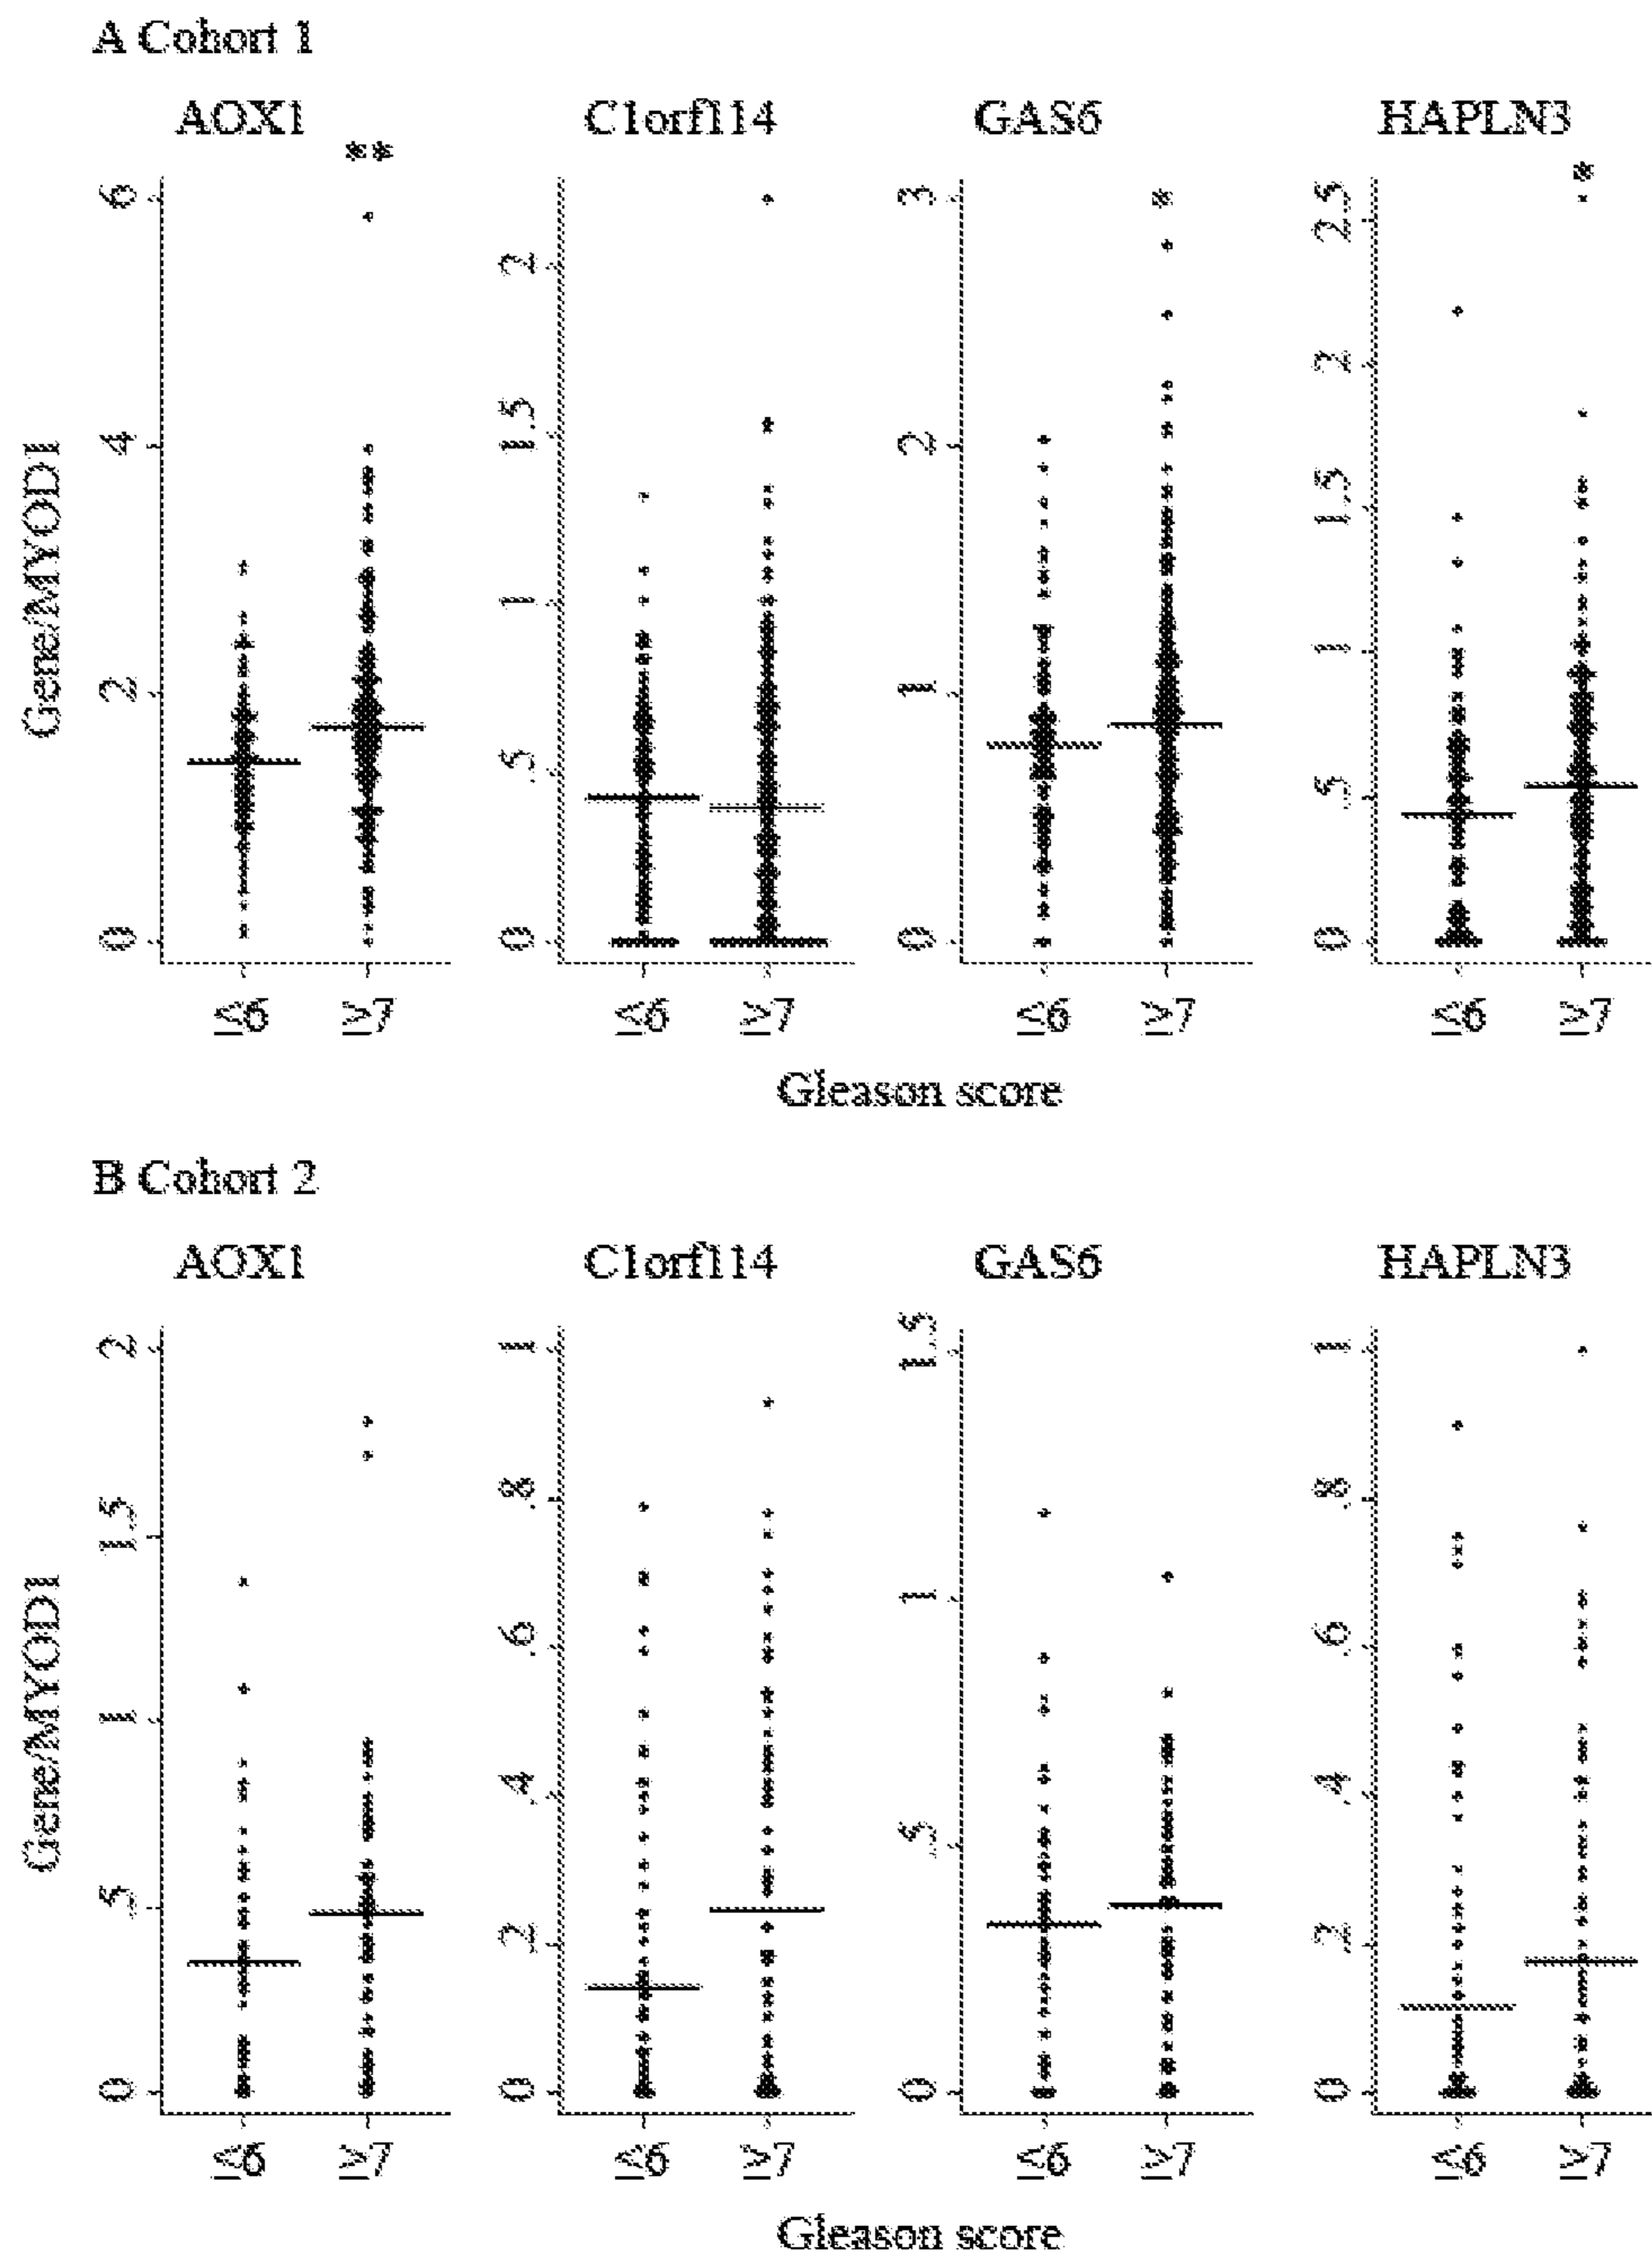 A Cohort 1
AOX1 C1orf114 GAS6 HAPLN3
** * *
Gene/MYOD1
0 2 4 6
0 .5 1 1.5 2
0 1 2 3
0 .5 1 1.5 2 2.5
≤6 ≥7 ≤6 ≥7 ≤6 ≥7 ≤6 ≥7
Gleason score
B Cohort 2
AOX1 C1orf114 GAS6 HAPLN3
Gene/MYOD1
0 .5 1 1.5 2
0 .2 .4 .6 .8 1
0 .5 1 1.5
0 .2 .4 .6 .8 1
≤6 ≥7 ≤6 ≥7 ≤6 ≥7 ≤6 ≥7
Gleason score